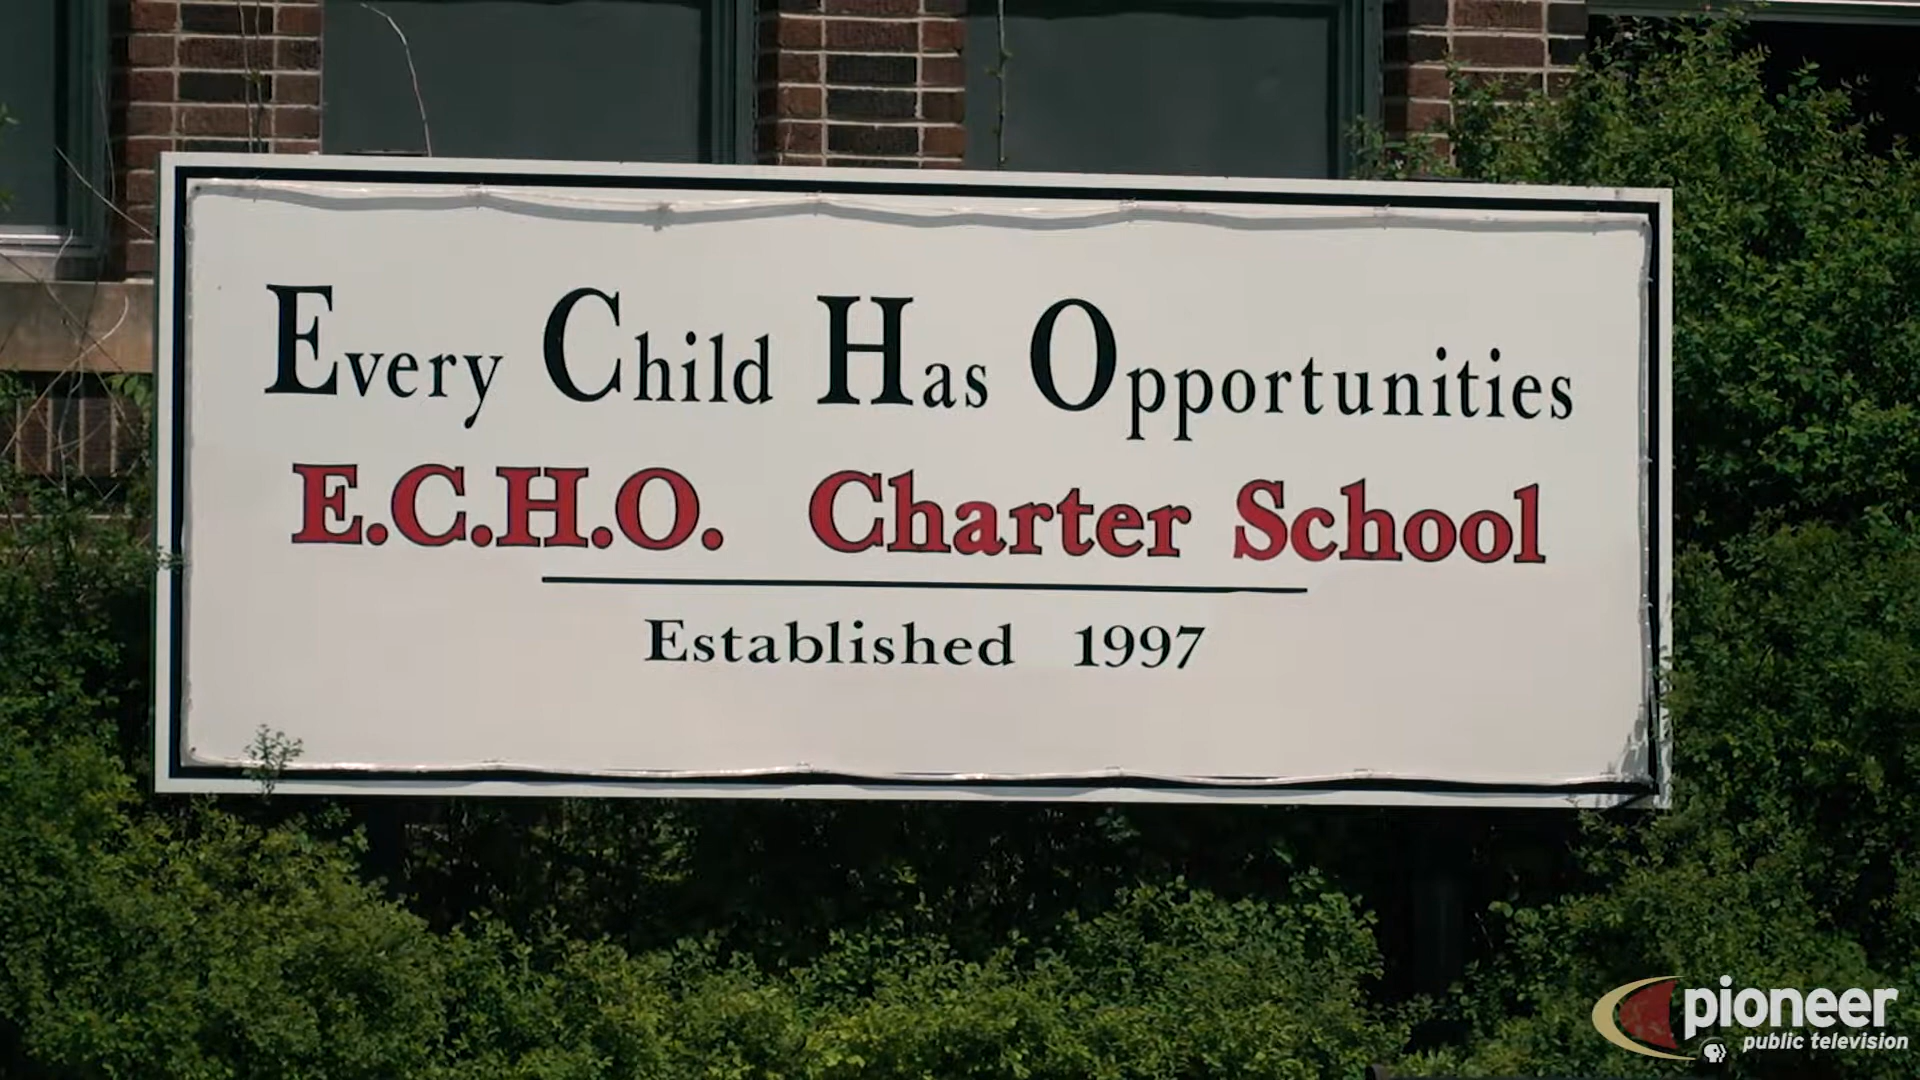 Every Child Has Opportunities
E.C.H.O. Charter School
Established 1997
pioneer
public television